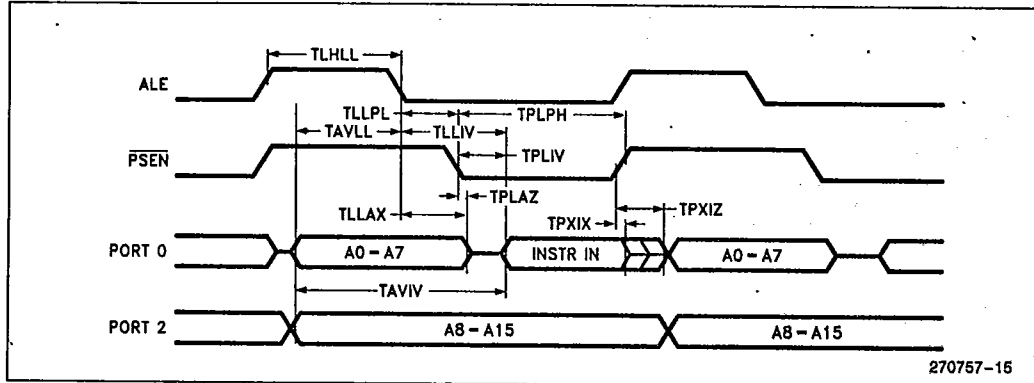 TLHLL
ALE
TLLPL
TPLPH
TAVLL
TLLIV
PSEN
TPLIV
TPLAZ
TLLAX
TPXIX
TPXIZ
PORT 0
A0–A7
INSTR IN
A0–A7
TAVIV
PORT 2
A8–A15
A8–A15
270757–15